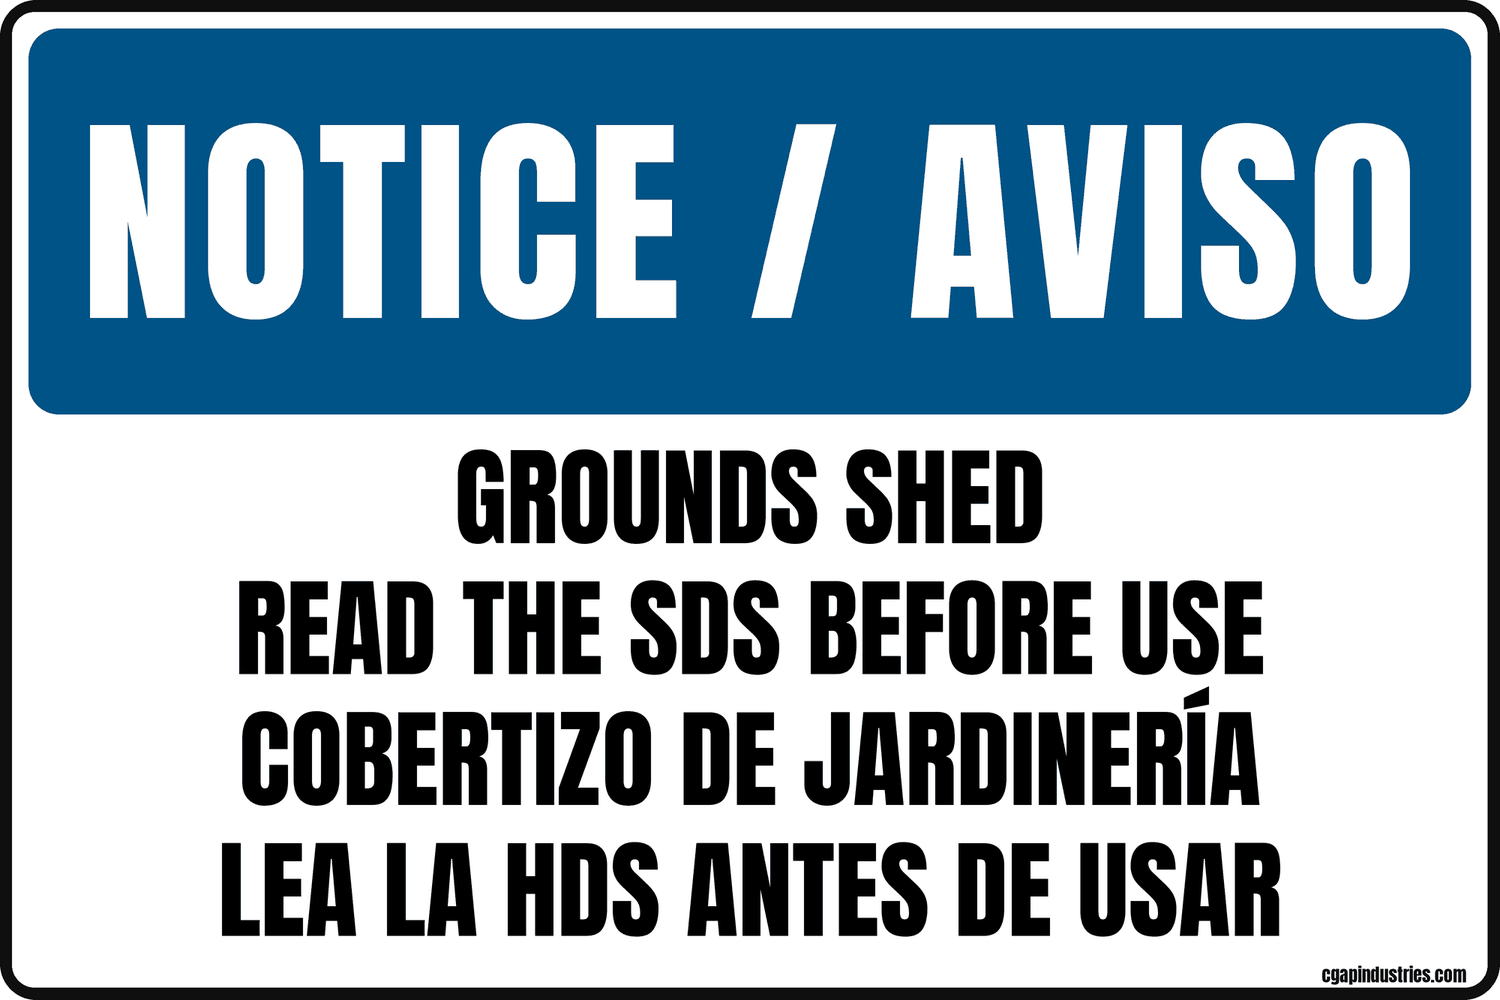 NOTICE / AVISO
GROUNDS SHED
READ THE SDS BEFORE USE
COBERTIZO DE JARDINERÍA
LEA LA HDS ANTES DE USAR
cgapindustries.com